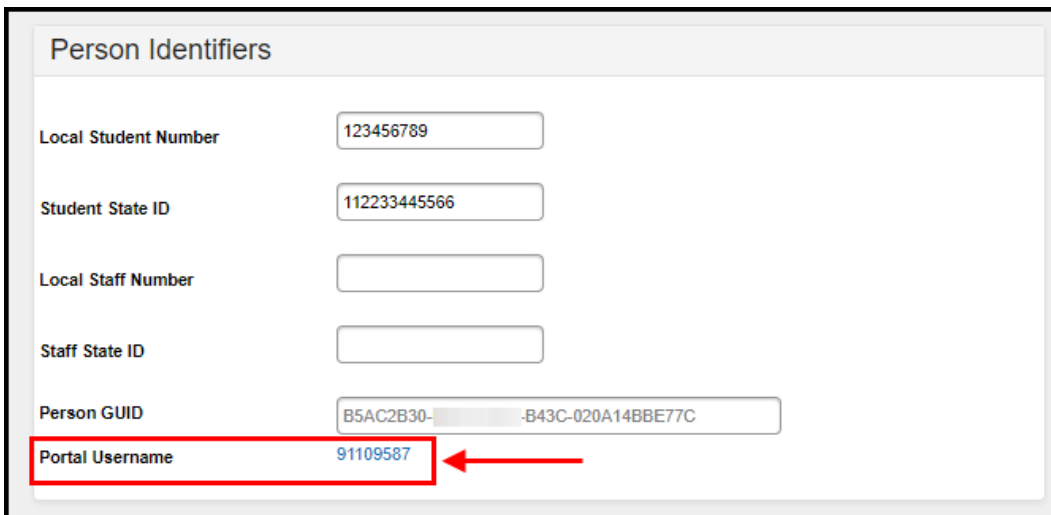 Person Identifiers
Local Student Number 123456789
Student State ID 112233445566
Local Staff Number
Staff State ID
Person GUID B5AC2B30- -B43C-020A14BBE77C
Portal Username 91109587